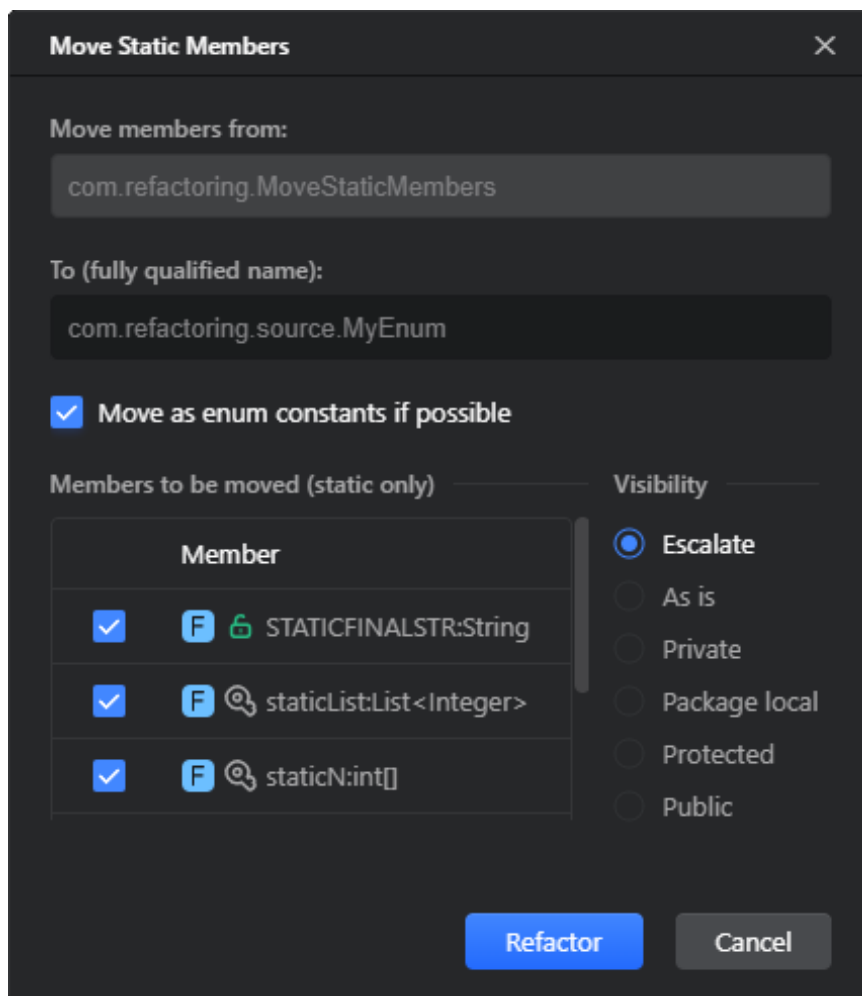 Move Static Members
Move members from:
com.refactoring.MoveStaticMembers
To (fully qualified name):
com.refactoring.source.MyEnum
Move as enum constants if possible
Members to be moved (static only)
Member
F STATICFINALSTR:String
F staticList:List<Integer>
F staticN:int[]
Visibility
Escalate
As is
Private
Package local
Protected
Public
Refactor
Cancel